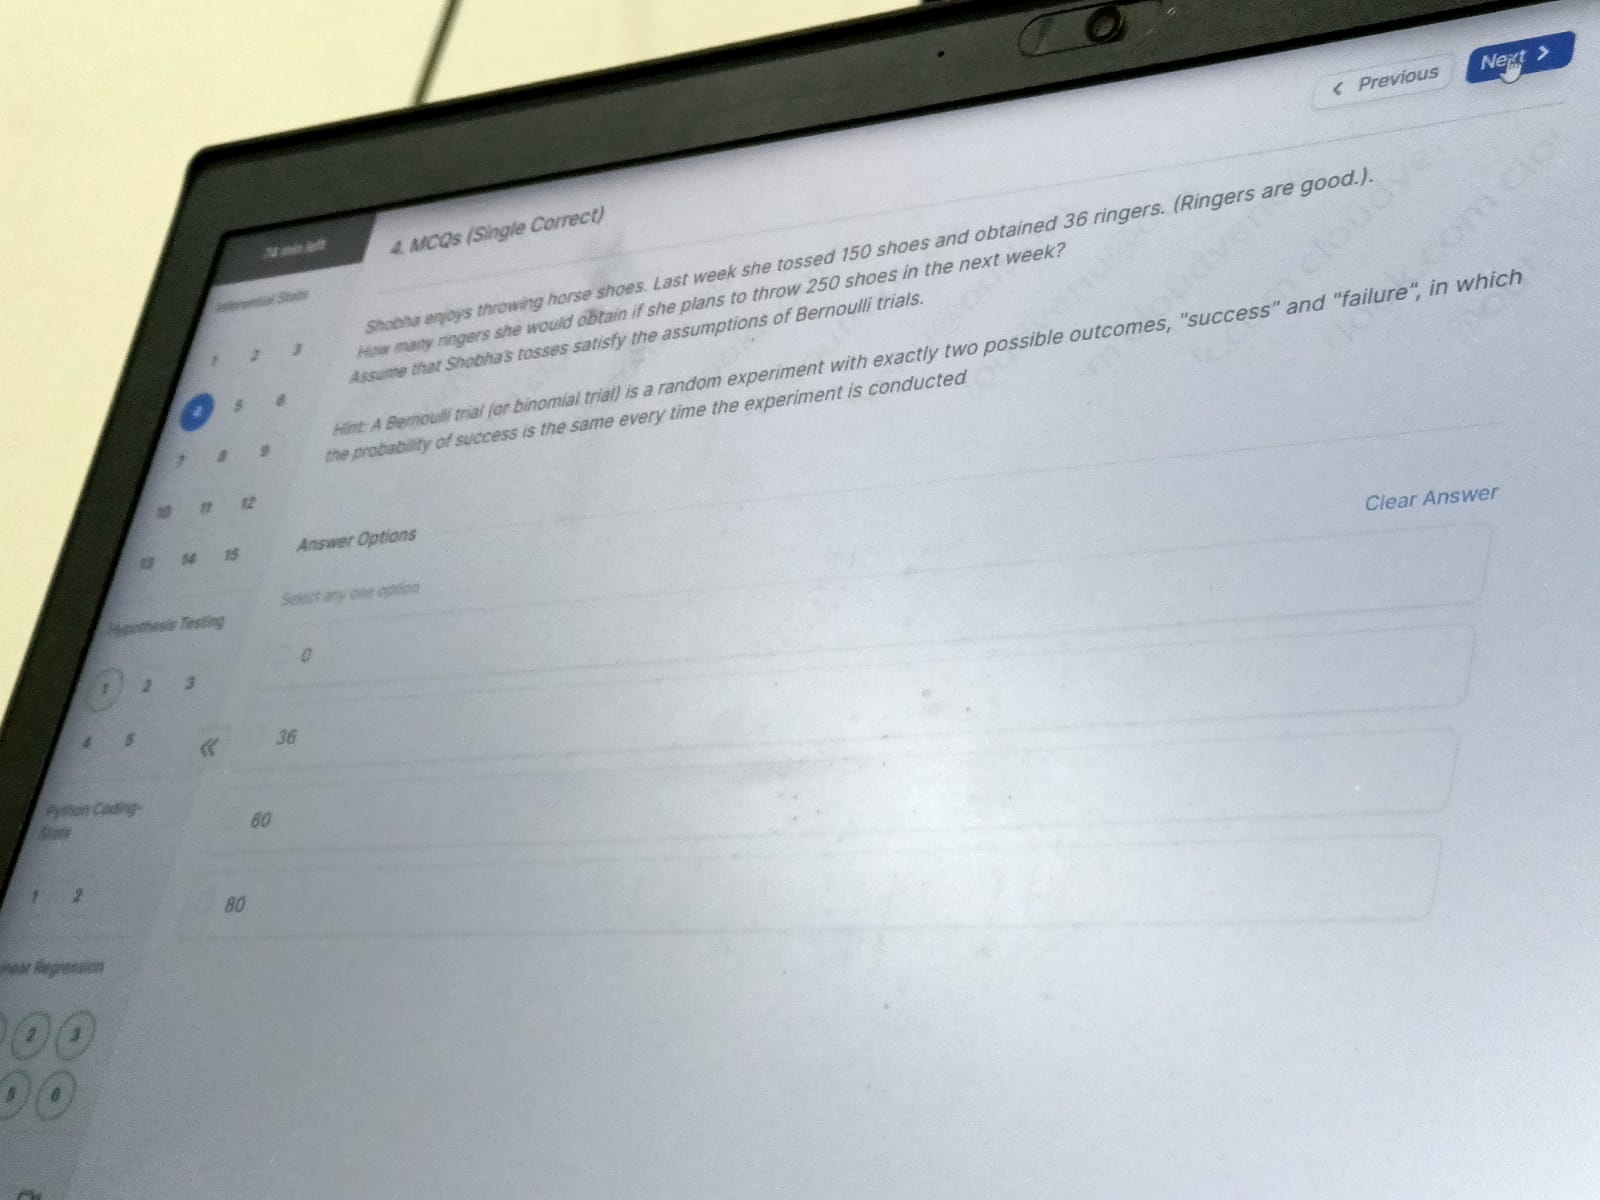 < Previous
Next >
24 min left
4. MCQs (Single Correct)
Inferential Stats
1 2 3
4 5 6
7 8 9
10 11 12
13 14 15
Hypothesis Testing
1 2 3
4 5
Python Coding-
Stats
1 2
near Regression
2 3
5 6
Shobha enjoys throwing horse shoes. Last week she tossed 150 shoes and obtained 36 ringers. (Ringers are good.).
How many ringers she would obtain if she plans to throw 250 shoes in the next week?
Assume that Shobha's tosses satisfy the assumptions of Bernoulli trials.
Hint: A Bernoulli trial (or binomial trial) is a random experiment with exactly two possible outcomes, "success" and "failure", in which
the probability of success is the same every time the experiment is conducted
Answer Options
Clear Answer
Select any one option
0
36
60
80